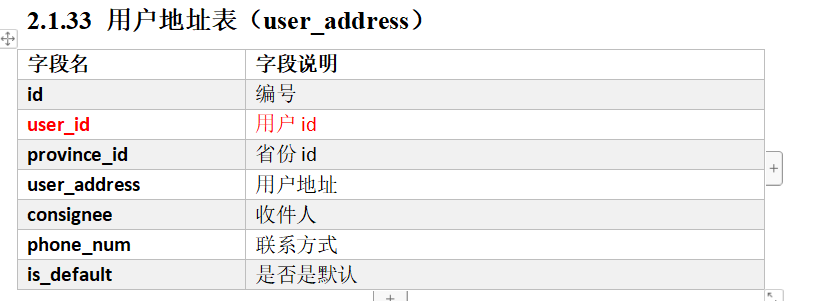 2.1.33 用户地址表（user_address）
字段名 字段说明
id 编号
user_id 用户 id
province_id 省份 id
user_address 用户地址
consignee 收件人
phone_num 联系方式
is_default 是否是默认